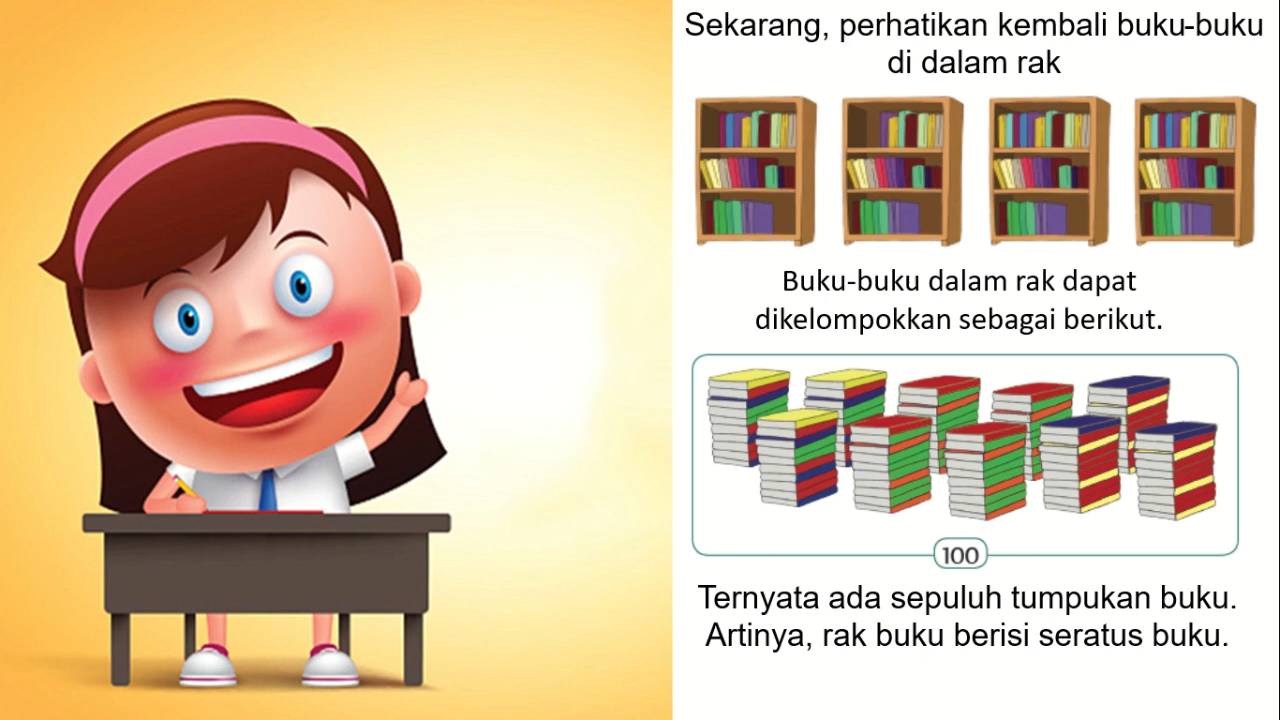 Sekarang, perhatikan kembali buku-buku
di dalam rak
Buku-buku dalam rak dapat
dikelompokkan sebagai berikut.
100
Ternyata ada sepuluh tumpukan buku.
Artinya, rak buku berisi seratus buku.